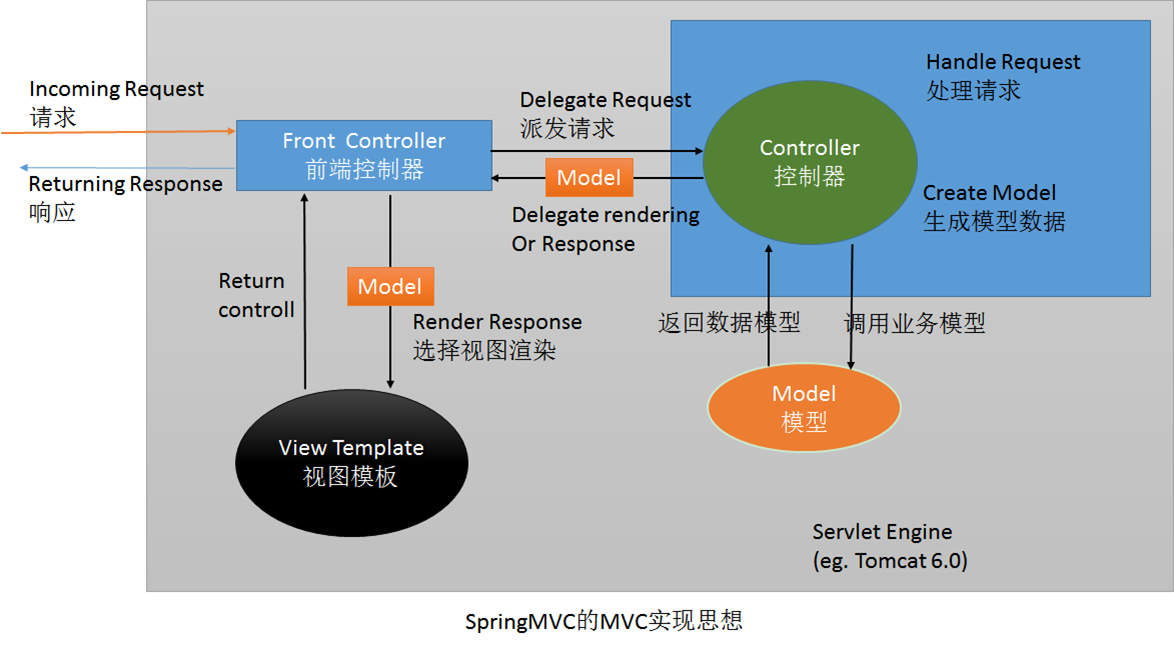 Incoming Request
请求
Returning Response
响应
Front Controller
前端控制器
Delegate Request
派发请求
Model
Delegate rendering
Or Response
Controller
控制器
Handle Request
处理请求
Create Model
生成模型数据
Return
controll
Model
Render Response
选择视图渲染
返回数据模型
调用业务模型
Model
模型
View Template
视图模板
Servlet Engine
(eg. Tomcat 6.0)
SpringMVC的MVC实现思想